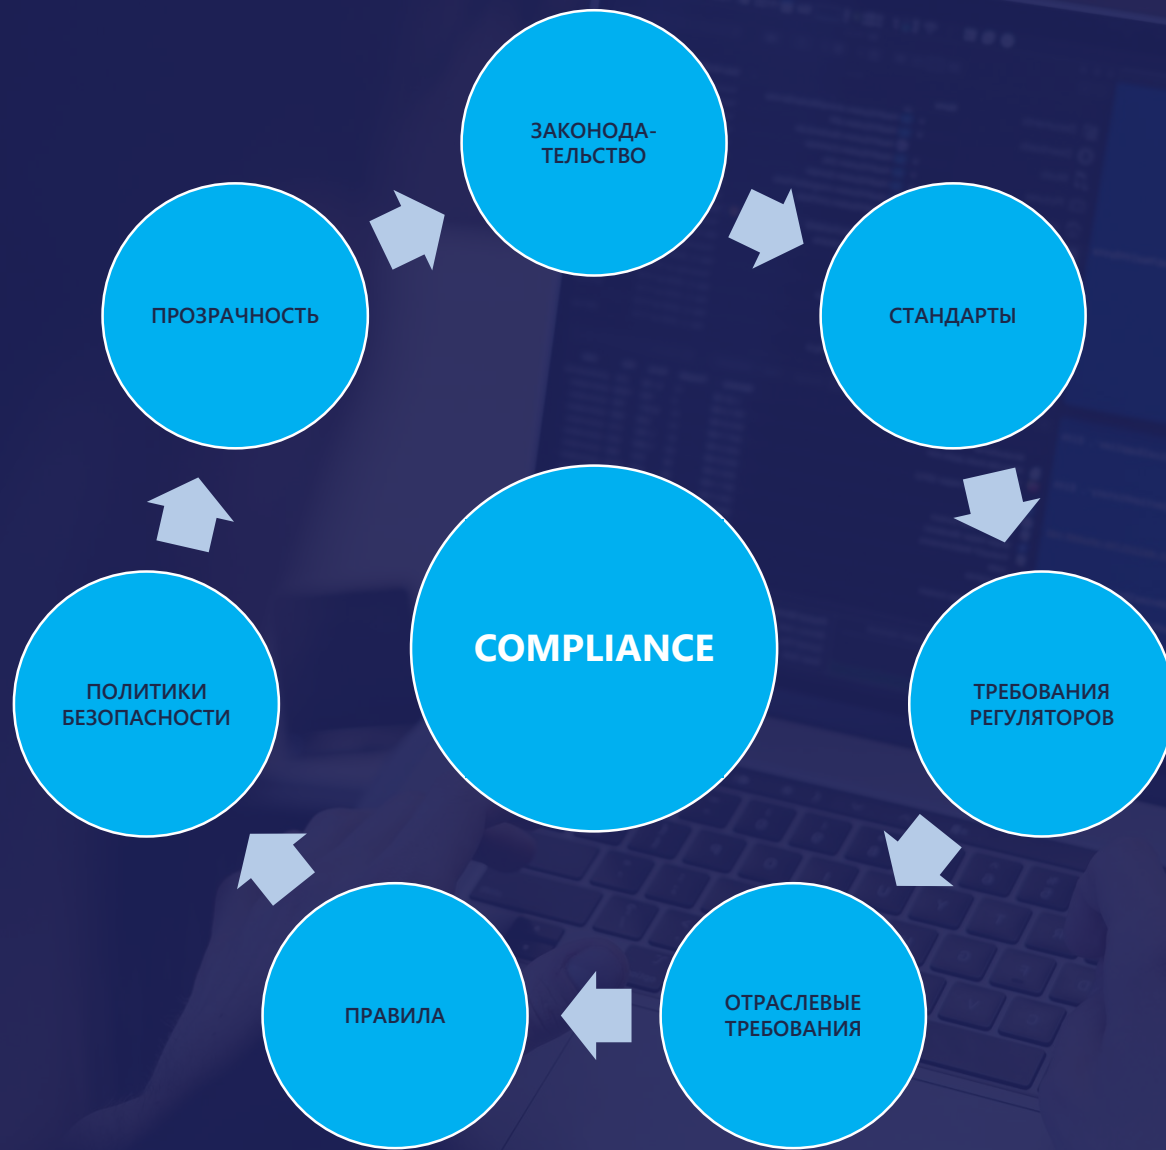 ЗАКОНОДА-
ТЕЛЬСТВО
СТАНДАРТЫ
ТРЕБОВАНИЯ
РЕГУЛЯТОРОВ
ОТРАСЛЕВЫЕ
ТРЕБОВАНИЯ
ПРАВИЛА
ПОЛИТИКИ
БЕЗОПАСНОСТИ
ПРОЗРАЧНОСТЬ
COMPLIANCE